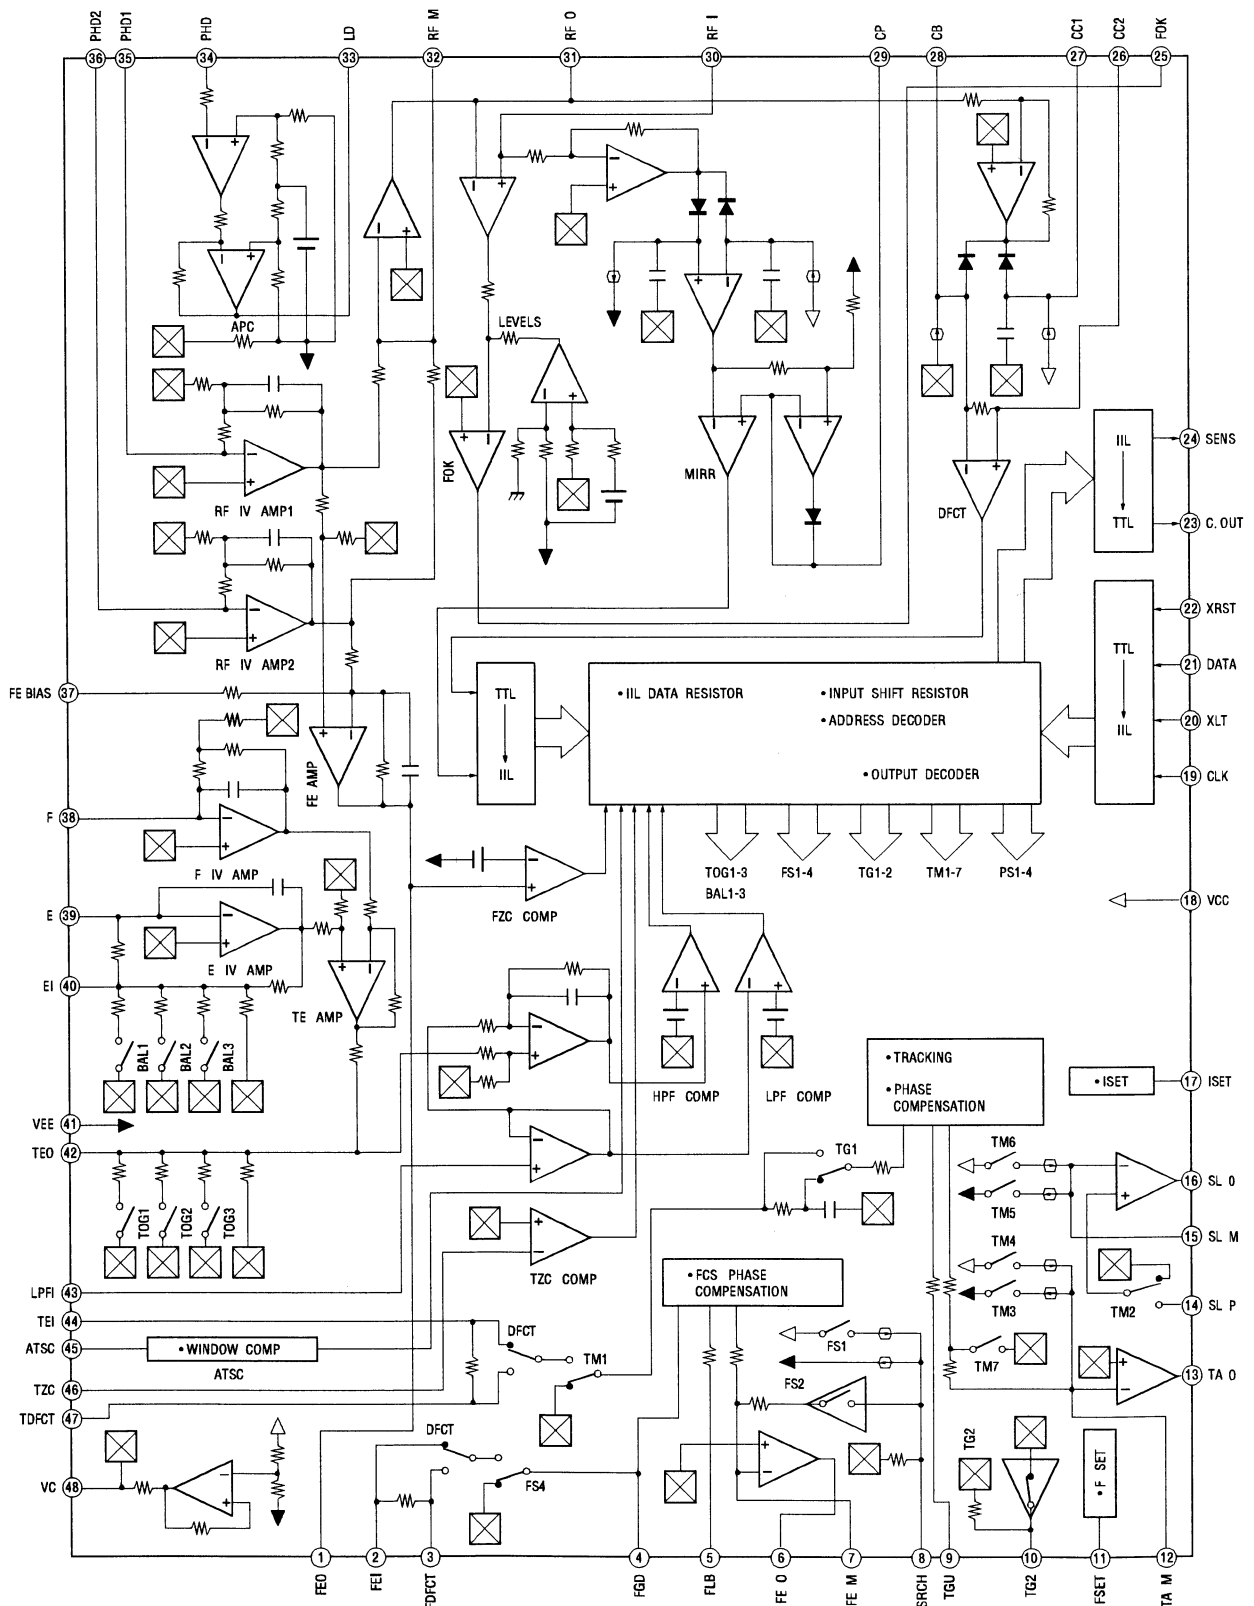 PHD2 PHD1 PHD LD RF M RF O RF I CP CB CC1 CC2 FOK
36 35 34 33 32 31 30 29 28 27 26 25
APC
LEVELS
FOK
MIRR
DFCT
IIL
TTL
24 SENS
23 C. OUT
RF IV AMP1
RF IV AMP2
TTL
IIL
22 XRST
21 DATA
20 XLT
19 CLK
FE BIAS 37
FE AMP
TTL
IIL
• IIL DATA RESISTOR
• INPUT SHIFT RESISTOR
• ADDRESS DECODER
• OUTPUT DECODER
F 38
F IV AMP
TOG1-3
BAL1-3
FS1-4
TG1-2
TM1-7
PS1-4
FZC COMP
18 VCC
E 39
E IV AMP
EI 40
TE AMP
BAL1 BAL2 BAL3
HPF COMP
LPF COMP
• TRACKING
• PHASE
COMPENSATION
• ISET
17 ISET
VEE 41
TEO 42
TOG1 TOG2 TOG3
TG1
TM6
TM5
16 SL O
15 SL M
TZC COMP
TM4
TM3
TM2
14 SL P
LPFI 43
• FCS PHASE
COMPENSATION
TEI 44
ATSC 45
• WINDOW COMP
ATSC
DFCT
TM1
FS1
FS2
TM7
13 TA O
TZC 46
TDFCT 47
DFCT
FS4
TG2
• F SET
VC 48
1 2 3 4 5 6 7 8 9 10 11 12
FEO FEI FDFCT FGD FLB FE O FE M SRCH TGU TG2 FSET TA M